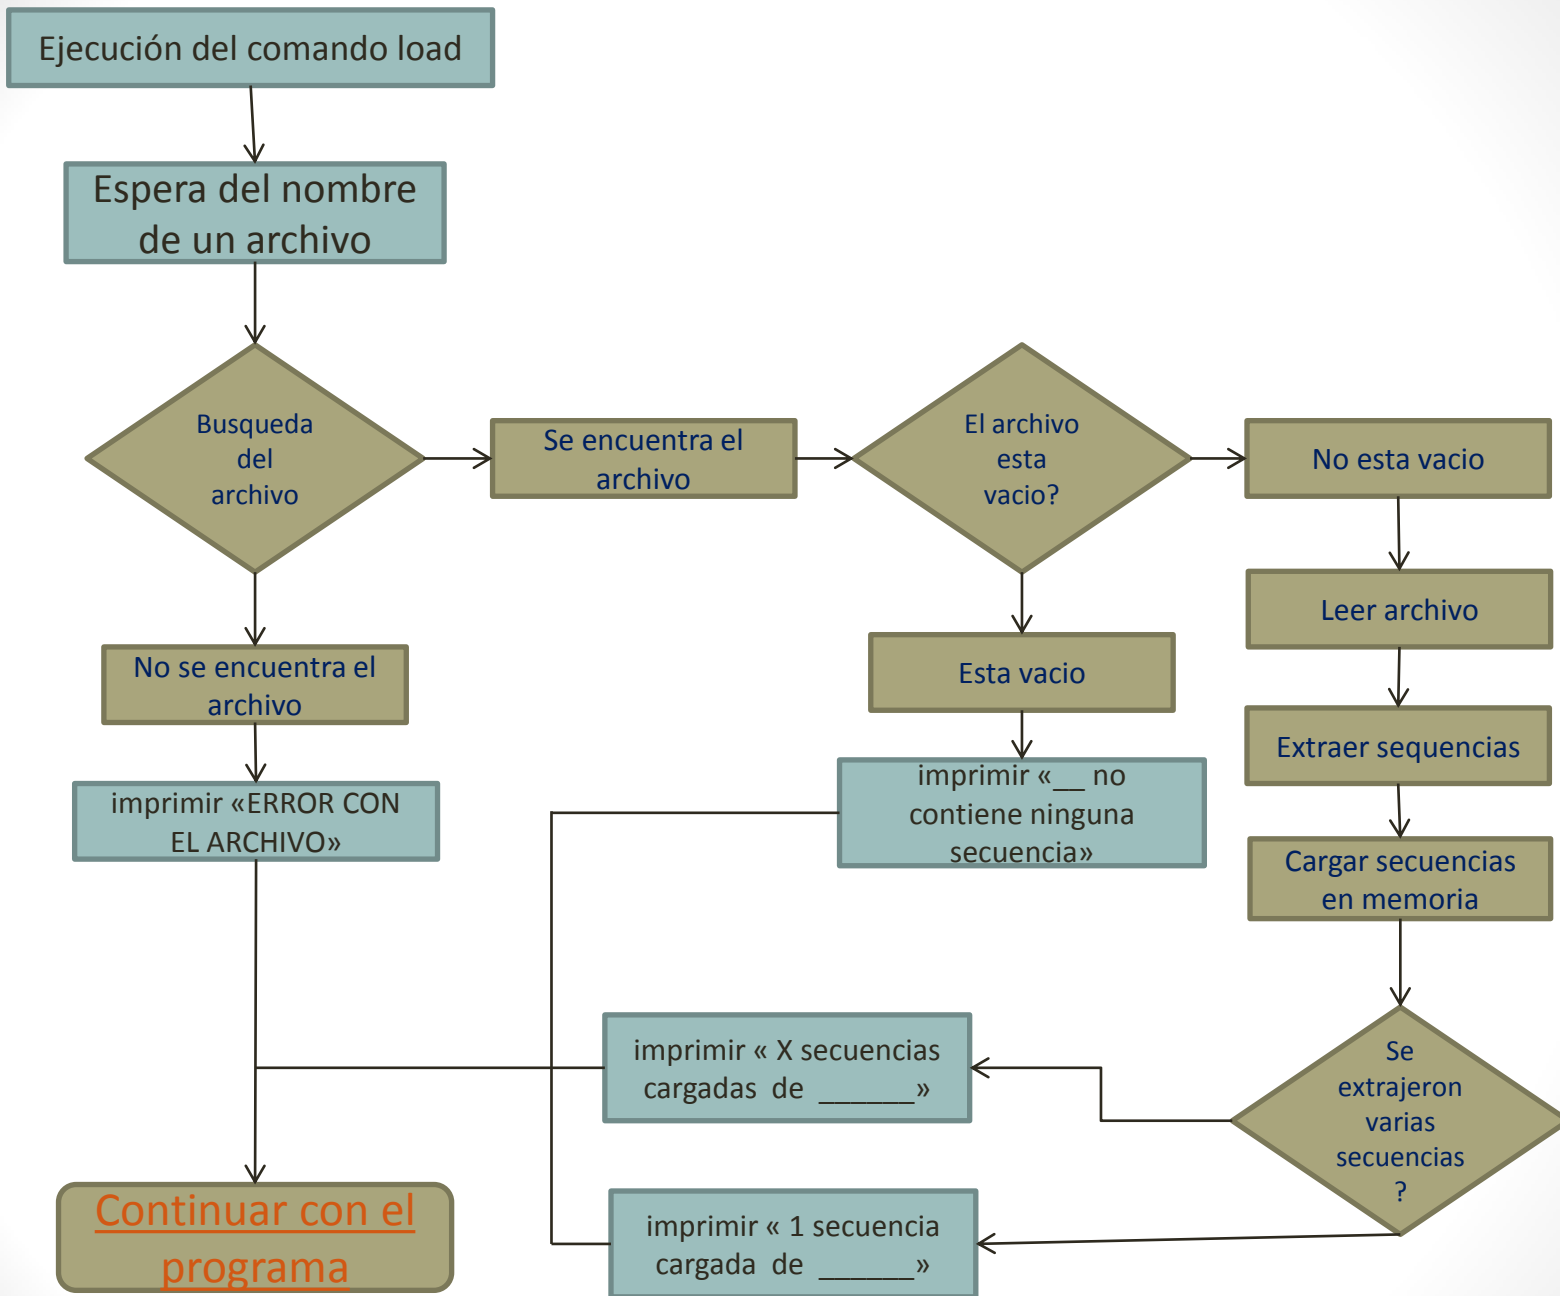 Ejecución del comando load
Espera del nombre
de un archivo
Busqueda
del
archivo
Se encuentra el
archivo
El archivo
esta
vacio?
No esta vacio
Leer archivo
No se encuentra el
archivo
Esta vacio
Extraer sequencias
imprimir «ERROR CON
EL ARCHIVO»
imprimir «__ no
contiene ninguna
secuencia»
Cargar secuencias
en memoria
imprimir « X secuencias
cargadas de ______»
Se
extrajeron
varias
secuencias
?
Continuar con el
programa
imprimir « 1 secuencia
cargada de ______»